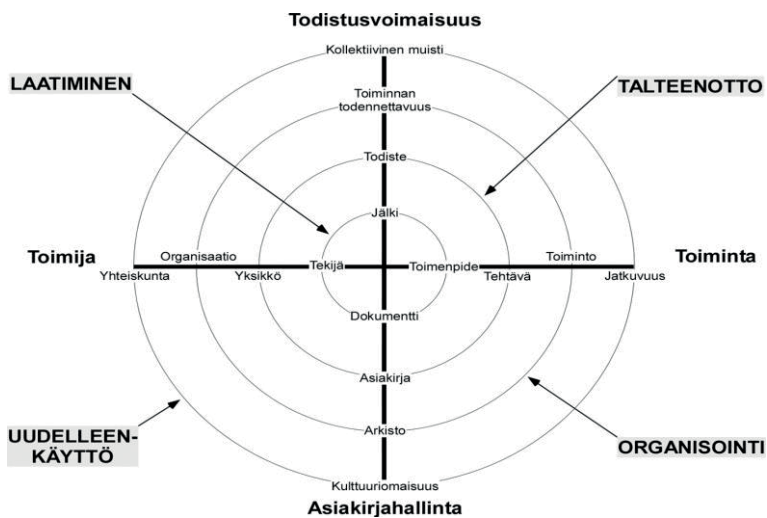 Todistusvoimaisuus
Kollektiivinen muisti
LAATIMINEN
TALTEENOTTO
Toiminnan
todennettavuus
Todiste
Jälki
Toimija
Organisaatio
Tekijä
Toimenpide
Toiminto
Toiminta
Yhteiskunta
Yksikkö
Tehtävä
Jatkuvuus
Dokumentti
Asiakirja
Arkisto
UUDELLEEN-
KÄYTTÖ
ORGANISOINTI
Kulttuuriomaisuus
Asiakirjahallinta